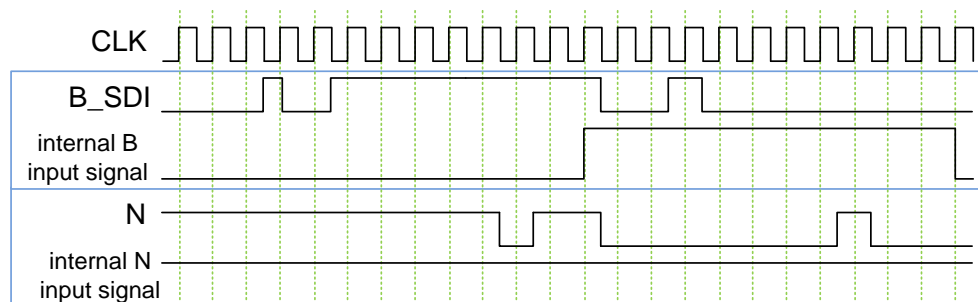 CLK
B_SDI
internal B
input signal
N
internal N
input signal